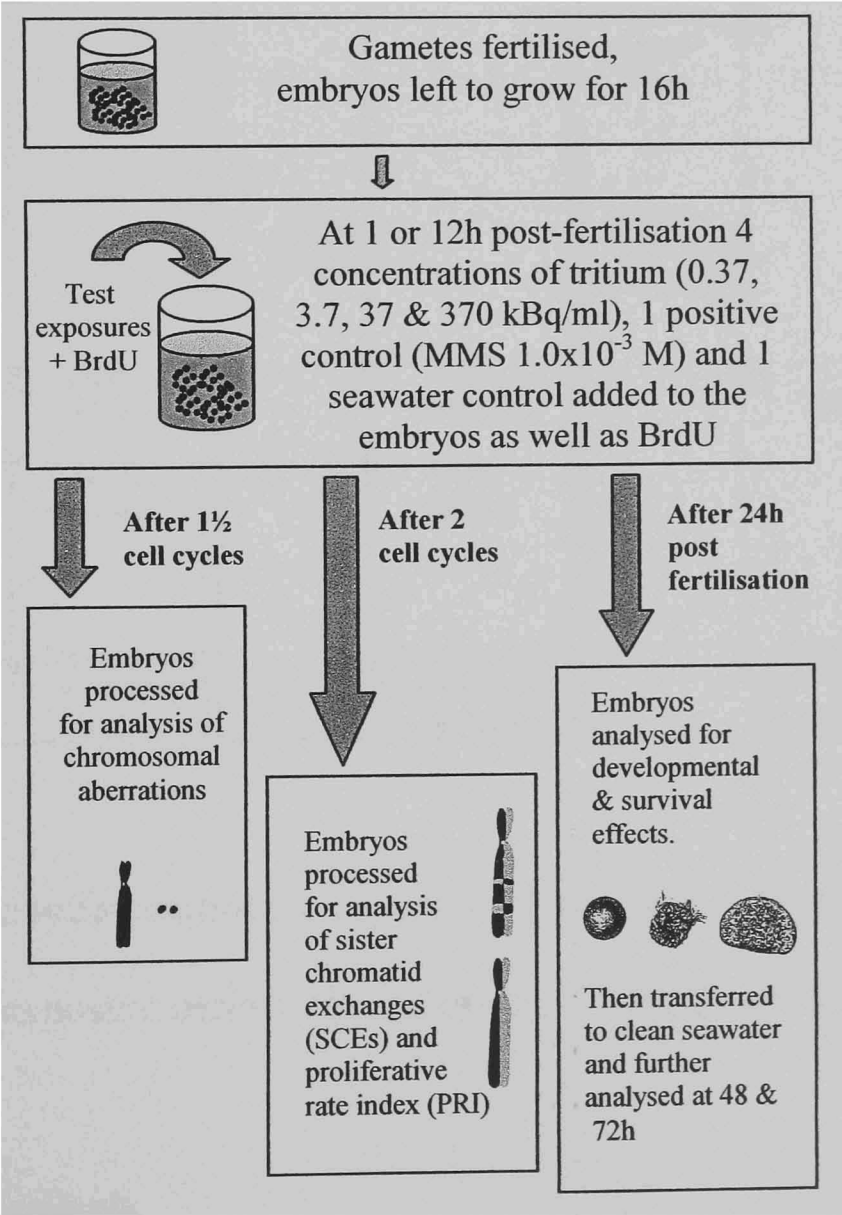 Gametes fertilised,
embryos left to grow for 16h
Test
exposures
+ BrdU
At 1 or 12h post-fertilisation 4
concentrations of tritium (0.37,
3.7, 37 & 370 kBq/ml), 1 positive
control (MMS 1.0x10⁻³ M) and 1
seawater control added to the
embryos as well as BrdU
After 1½
cell cycles
After 2
cell cycles
After 24h
post
fertilisation
Embryos
processed
for analysis of
chromosomal
aberrations
Embryos
processed
for analysis
of sister
chromatid
exchanges
(SCEs) and
proliferative
rate index (PRI)
Embryos
analysed for
developmental
& survival
effects.
Then transferred
to clean seawater
and further
analysed at 48 &
72h